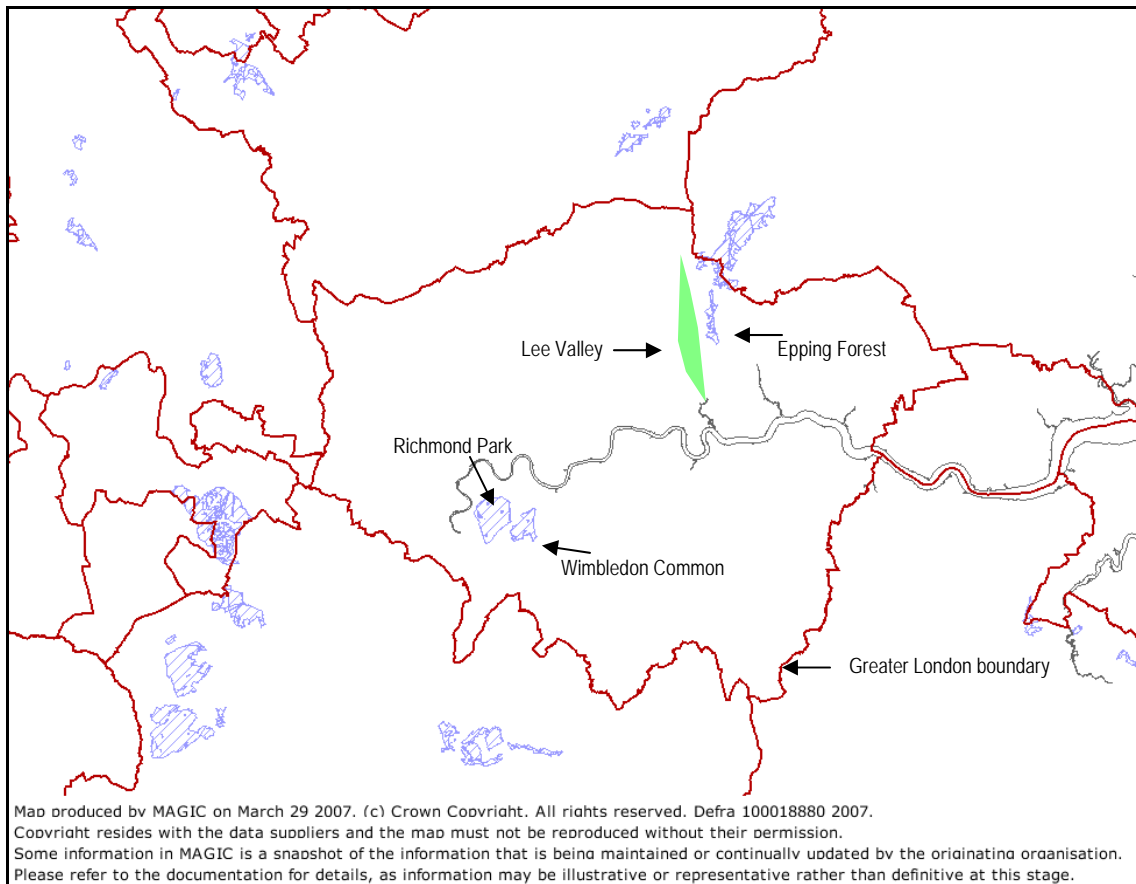 Lee Valley
Epping Forest
Richmond Park
Wimbledon Common
Greater London boundary
Map produced by MAGIC on March 29 2007. (c) Crown Copyright. All rights reserved. Defra 100018880 2007.
Copyright resides with the data suppliers and the map must not be reproduced without their permission.
Some information in MAGIC is a snapshot of the information that is being maintained or continually updated by the originating organisation.
Please refer to the documentation for details, as information may be illustrative or representative rather than definitive at this stage.